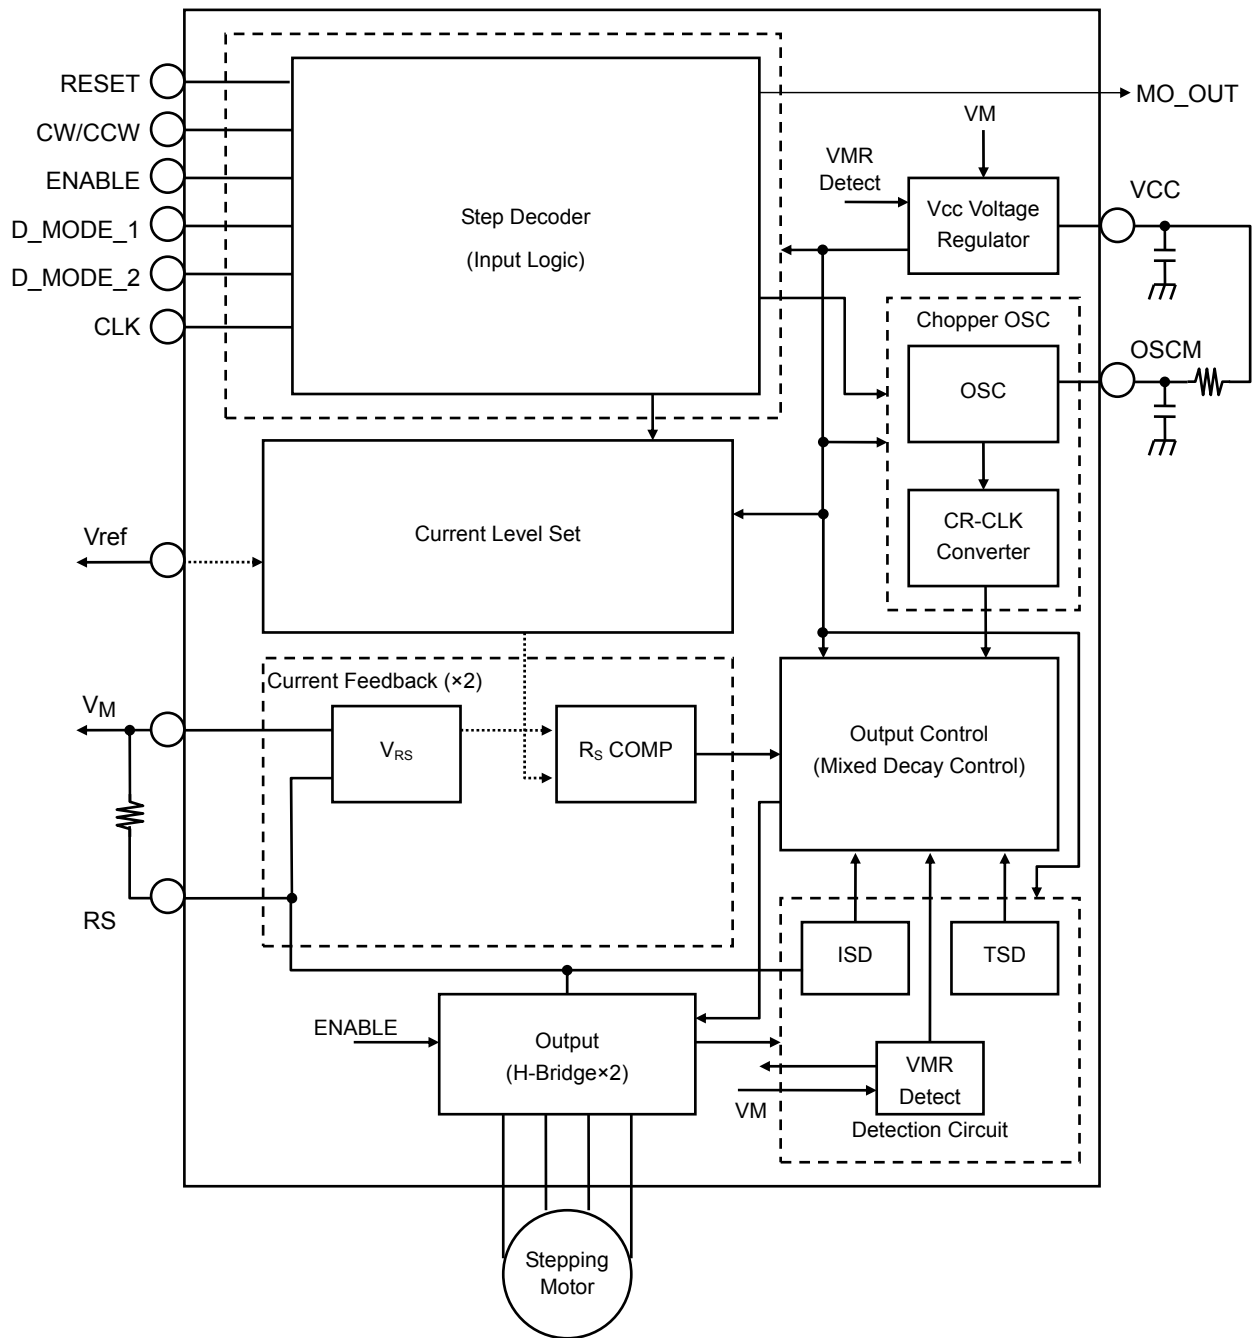 RESET
CW/CCW
ENABLE
D_MODE_1
D_MODE_2
CLK
Step Decoder
(Input Logic)
MO_OUT
VM
VMR
Detect
Vcc Voltage
Regulator
VCC
Chopper OSC
OSC
OSCM
CR-CLK
Converter
Vref
Current Level Set
Current Feedback (×2)
VM
VRS
RS COMP
Output Control
(Mixed Decay Control)
RS
ISD
TSD
ENABLE
Output
(H-Bridge×2)
VMR
Detect
VM
Detection Circuit
Stepping
Motor